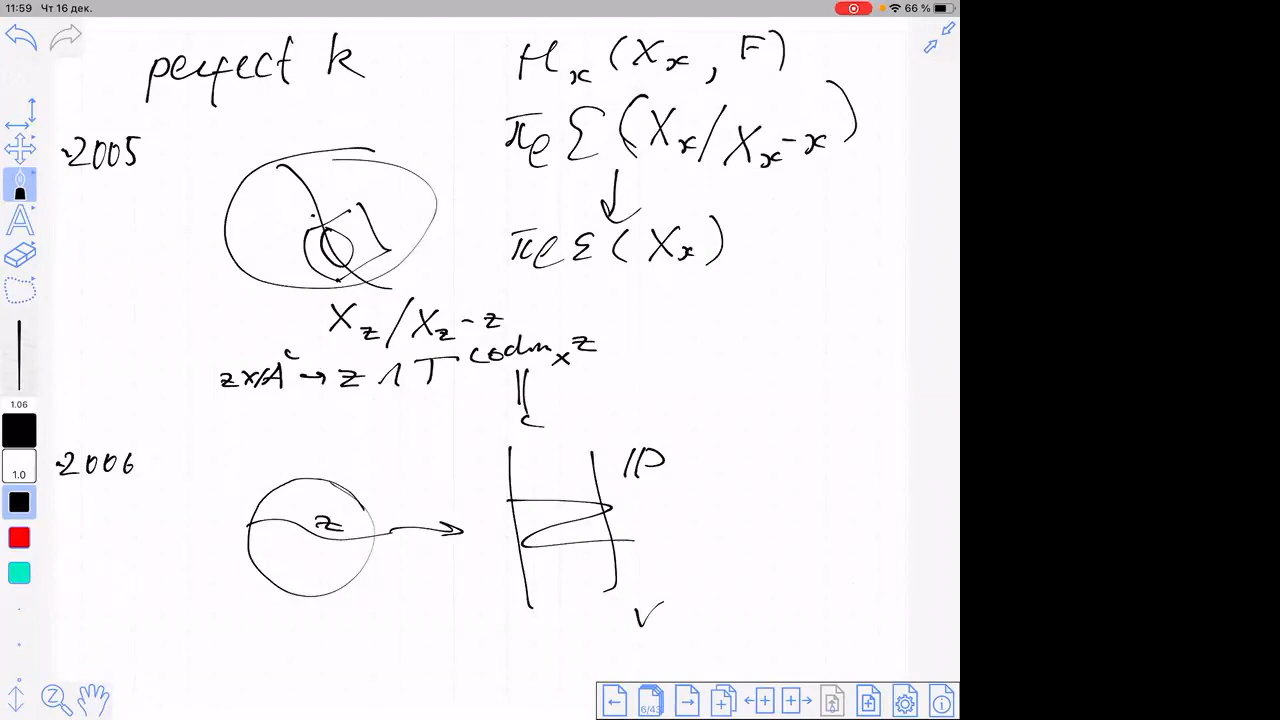 11:59 Чт 16 дек.
66 %
perfect k
H_x (X_x, F)
2005
π_e Σ (X_x / X_x - x)
↓
π_e Σ (X_x)
X_z / X_z - z
z×A^c → z ∧ T^{codim_X z}
||
c
1.06
1.0
2006
z
→
P
V
A
Z
6/43